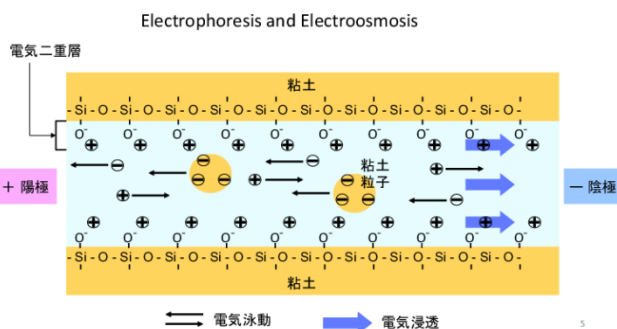 Electrophoresis and Electroosmosis
電気二重層
粘土
-Si-O-Si-O-Si-O-Si-O-Si-O-Si-O-Si-O-Si-O-Si-O-Si-
O⁻ O⁻ O⁻ O⁻ O⁻ O⁻ O⁻ O⁻ O⁻ O⁻
⊕ ⊕ ⊕ ⊕ ⊕ ⊕ ⊕ ⊕ ⊕ ⊕
粘土
粒子
+ 陽極
− 陰極
⊕ ⊕ ⊕ ⊕ ⊕ ⊕ ⊕ ⊕ ⊕ ⊕
O⁻ O⁻ O⁻ O⁻ O⁻ O⁻ O⁻ O⁻ O⁻ O⁻
-Si-O-Si-O-Si-O-Si-O-Si-O-Si-O-Si-O-Si-O-Si-O-Si-
粘土
電気泳動
電気浸透
5